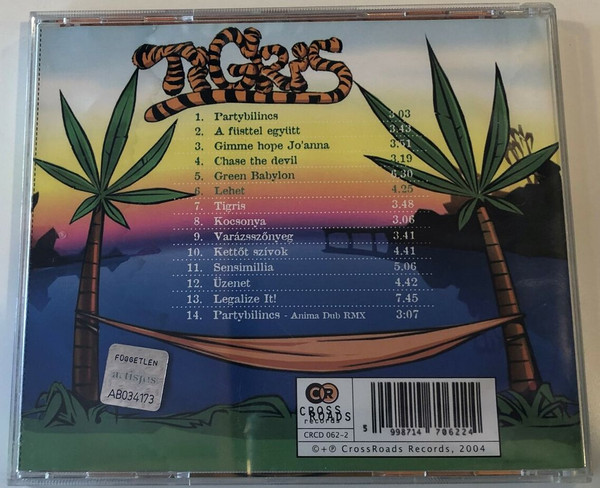 TIGRIS
1. Partybilincs 3.03
2. A füsttel együtt 3.43
3. Gimme hope Jo'anna
4. Chase the devil 3.19
5. Green Babylon 6.30
6. Lehet 4.25
7. Tigris 3.48
8. Kocsonya 3.06
9. Varázsszőnyeg 3.41
10. Kettőt szívok 4.41
11. Sensimillia 5.06
12. Üzenet 4.42
13. Legalize It! 7.45
14. Partybilincs - Anima Dub RMX 3:07
FÜGGETLEN
AB034173
CR
CROSS
ROADS
records
CRCD 062-2
5 998714 706224
©+℗ CrossRoads Records, 2004